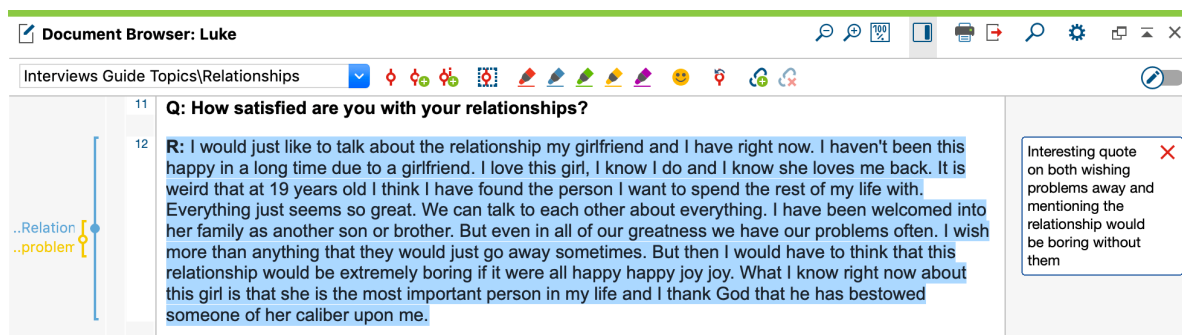 Document Browser: Luke
100
%
Interviews Guide Topics\Relationships
11 Q: How satisfied are you with your relationships?
12 R: I would just like to talk about the relationship my girlfriend and I have right now. I haven't been this
happy in a long time due to a girlfriend. I love this girl, I know I do and I know she loves me back. It is
weird that at 19 years old I think I have found the person I want to spend the rest of my life with.
Everything just seems so great. We can talk to each other about everything. I have been welcomed into
her family as another son or brother. But even in all of our greatness we have our problems often. I wish
more than anything that they would just go away sometimes. But then I would have to think that this
relationship would be extremely boring if it were all happy happy joy joy. What I know right now about
this girl is that she is the most important person in my life and I thank God that he has bestowed
someone of her caliber upon me.
..Relation
..problem
Interesting quote
on both wishing
problems away and
mentioning the
relationship would
be boring without
them